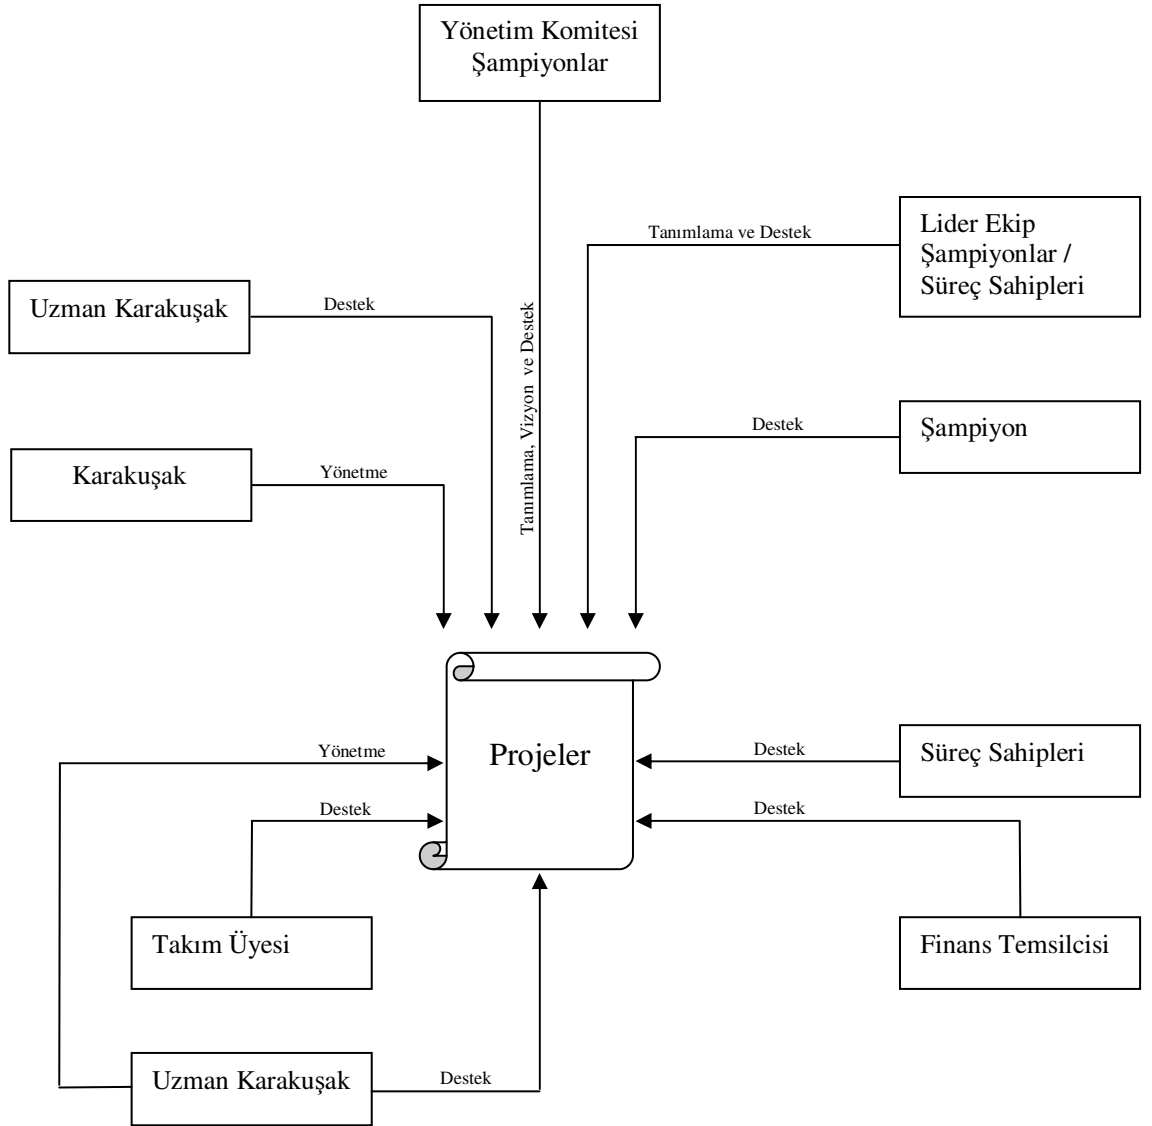 Yönetim Komitesi
Şampiyonlar
Lider Ekip
Şampiyonlar /
Süreç Sahipleri
Tanımlama ve Destek
Uzman Karakuşak
Destek
Tanımlama, Vizyon ve Destek
Şampiyon
Destek
Karakuşak
Yönetme
Projeler
Yönetme
Destek
Süreç Sahipleri
Destek
Destek
Takım Üyesi
Finans Temsilcisi
Uzman Karakuşak
Destek